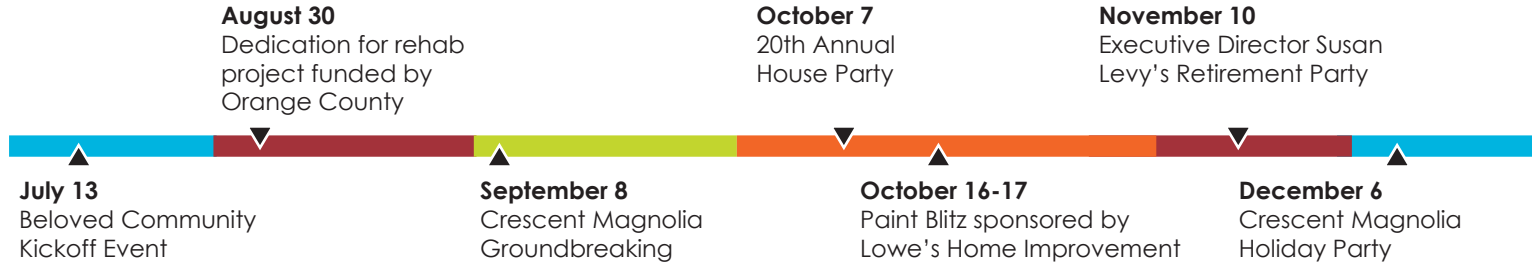 August 30
Dedication for rehab
project funded by
Orange County
October 7
20th Annual
House Party
November 10
Executive Director Susan
Levy's Retirement Party
July 13
Beloved Community
Kickoff Event
September 8
Crescent Magnolia
Groundbreaking
October 16-17
Paint Blitz sponsored by
Lowe's Home Improvement
December 6
Crescent Magnolia
Holiday Party